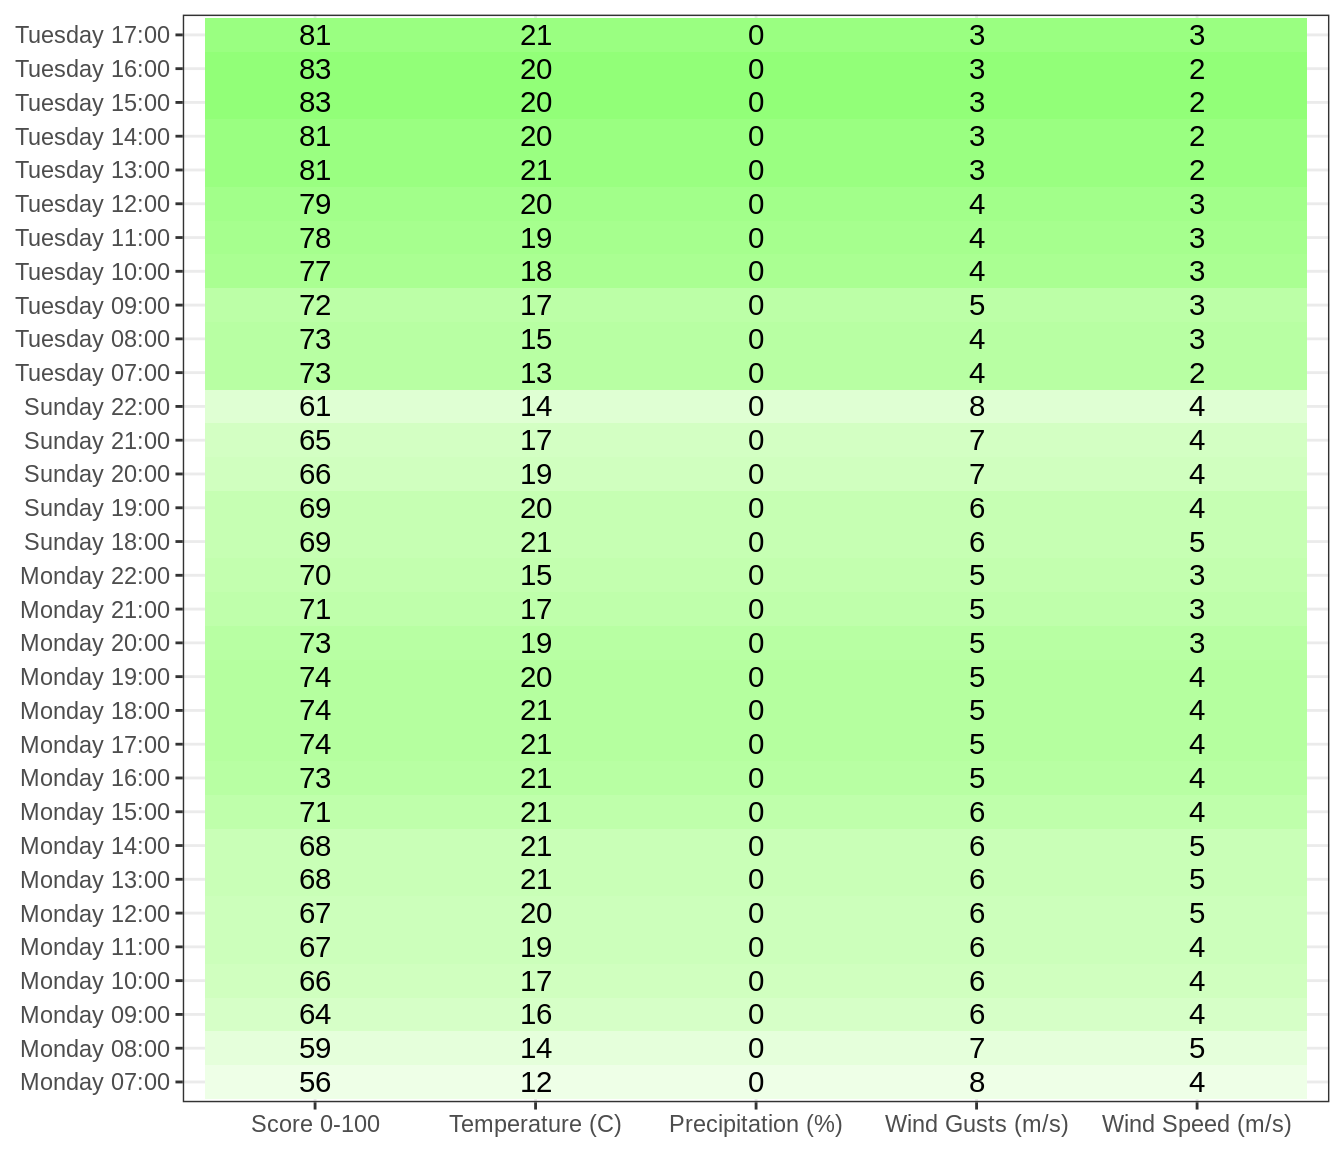 Tuesday 17:00 81 21 0 3 3
Tuesday 16:00 83 20 0 3 2
Tuesday 15:00 83 20 0 3 2
Tuesday 14:00 81 20 0 3 2
Tuesday 13:00 81 21 0 3 2
Tuesday 12:00 79 20 0 4 3
Tuesday 11:00 78 19 0 4 3
Tuesday 10:00 77 18 0 4 3
Tuesday 09:00 72 17 0 5 3
Tuesday 08:00 73 15 0 4 3
Tuesday 07:00 73 13 0 4 2
Sunday 22:00 61 14 0 8 4
Sunday 21:00 65 17 0 7 4
Sunday 20:00 66 19 0 7 4
Sunday 19:00 69 20 0 6 4
Sunday 18:00 69 21 0 6 5
Monday 22:00 70 15 0 5 3
Monday 21:00 71 17 0 5 3
Monday 20:00 73 19 0 5 3
Monday 19:00 74 20 0 5 4
Monday 18:00 74 21 0 5 4
Monday 17:00 74 21 0 5 4
Monday 16:00 73 21 0 5 4
Monday 15:00 71 21 0 6 4
Monday 14:00 68 21 0 6 5
Monday 13:00 68 21 0 6 5
Monday 12:00 67 20 0 6 5
Monday 11:00 67 19 0 6 4
Monday 10:00 66 17 0 6 4
Monday 09:00 64 16 0 6 4
Monday 08:00 59 14 0 7 5
Monday 07:00 56 12 0 8 4
Score 0-100 Temperature (C) Precipitation (%) Wind Gusts (m/s) Wind Speed (m/s)